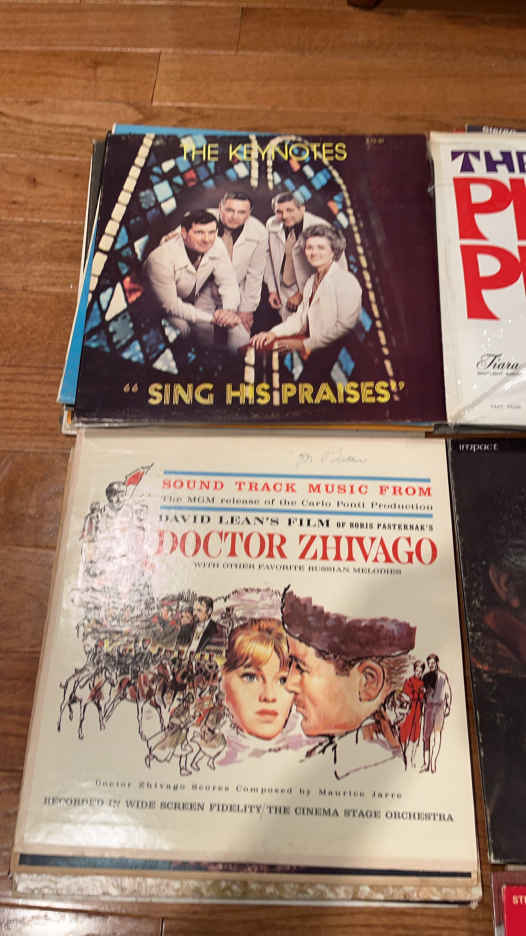 THE KEYNOTES
"SING HIS PRAISES"
THE
Tiara
SOUND TRACK MUSIC FROM
The MGM release of the Carlo Ponti Production
DAVID LEAN'S FILM OF BORIS PASTERNAK'S
DOCTOR ZHIVAGO
WITH OTHER FAVORITE RUSSIAN MELODIES
Doctor Zhivago Scores Composed by Maurice Jarre
RECORDED IN WIDE SCREEN FIDELITY/THE CINEMA STAGE ORCHESTRA
impact